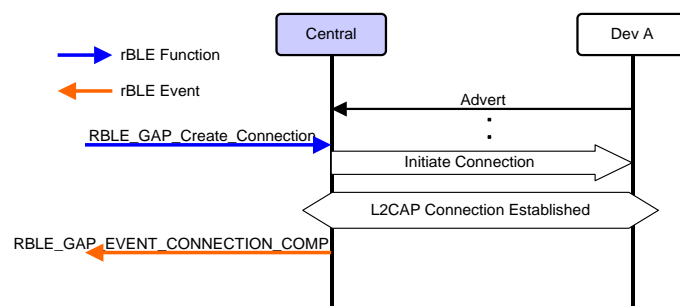 Central
Dev A
rBLE Function
rBLE Event
Advert
RBLE_GAP_Create_Connection
Initiate Connection
L2CAP Connection Established
RBLE_GAP_EVENT_CONNECTION_COMP